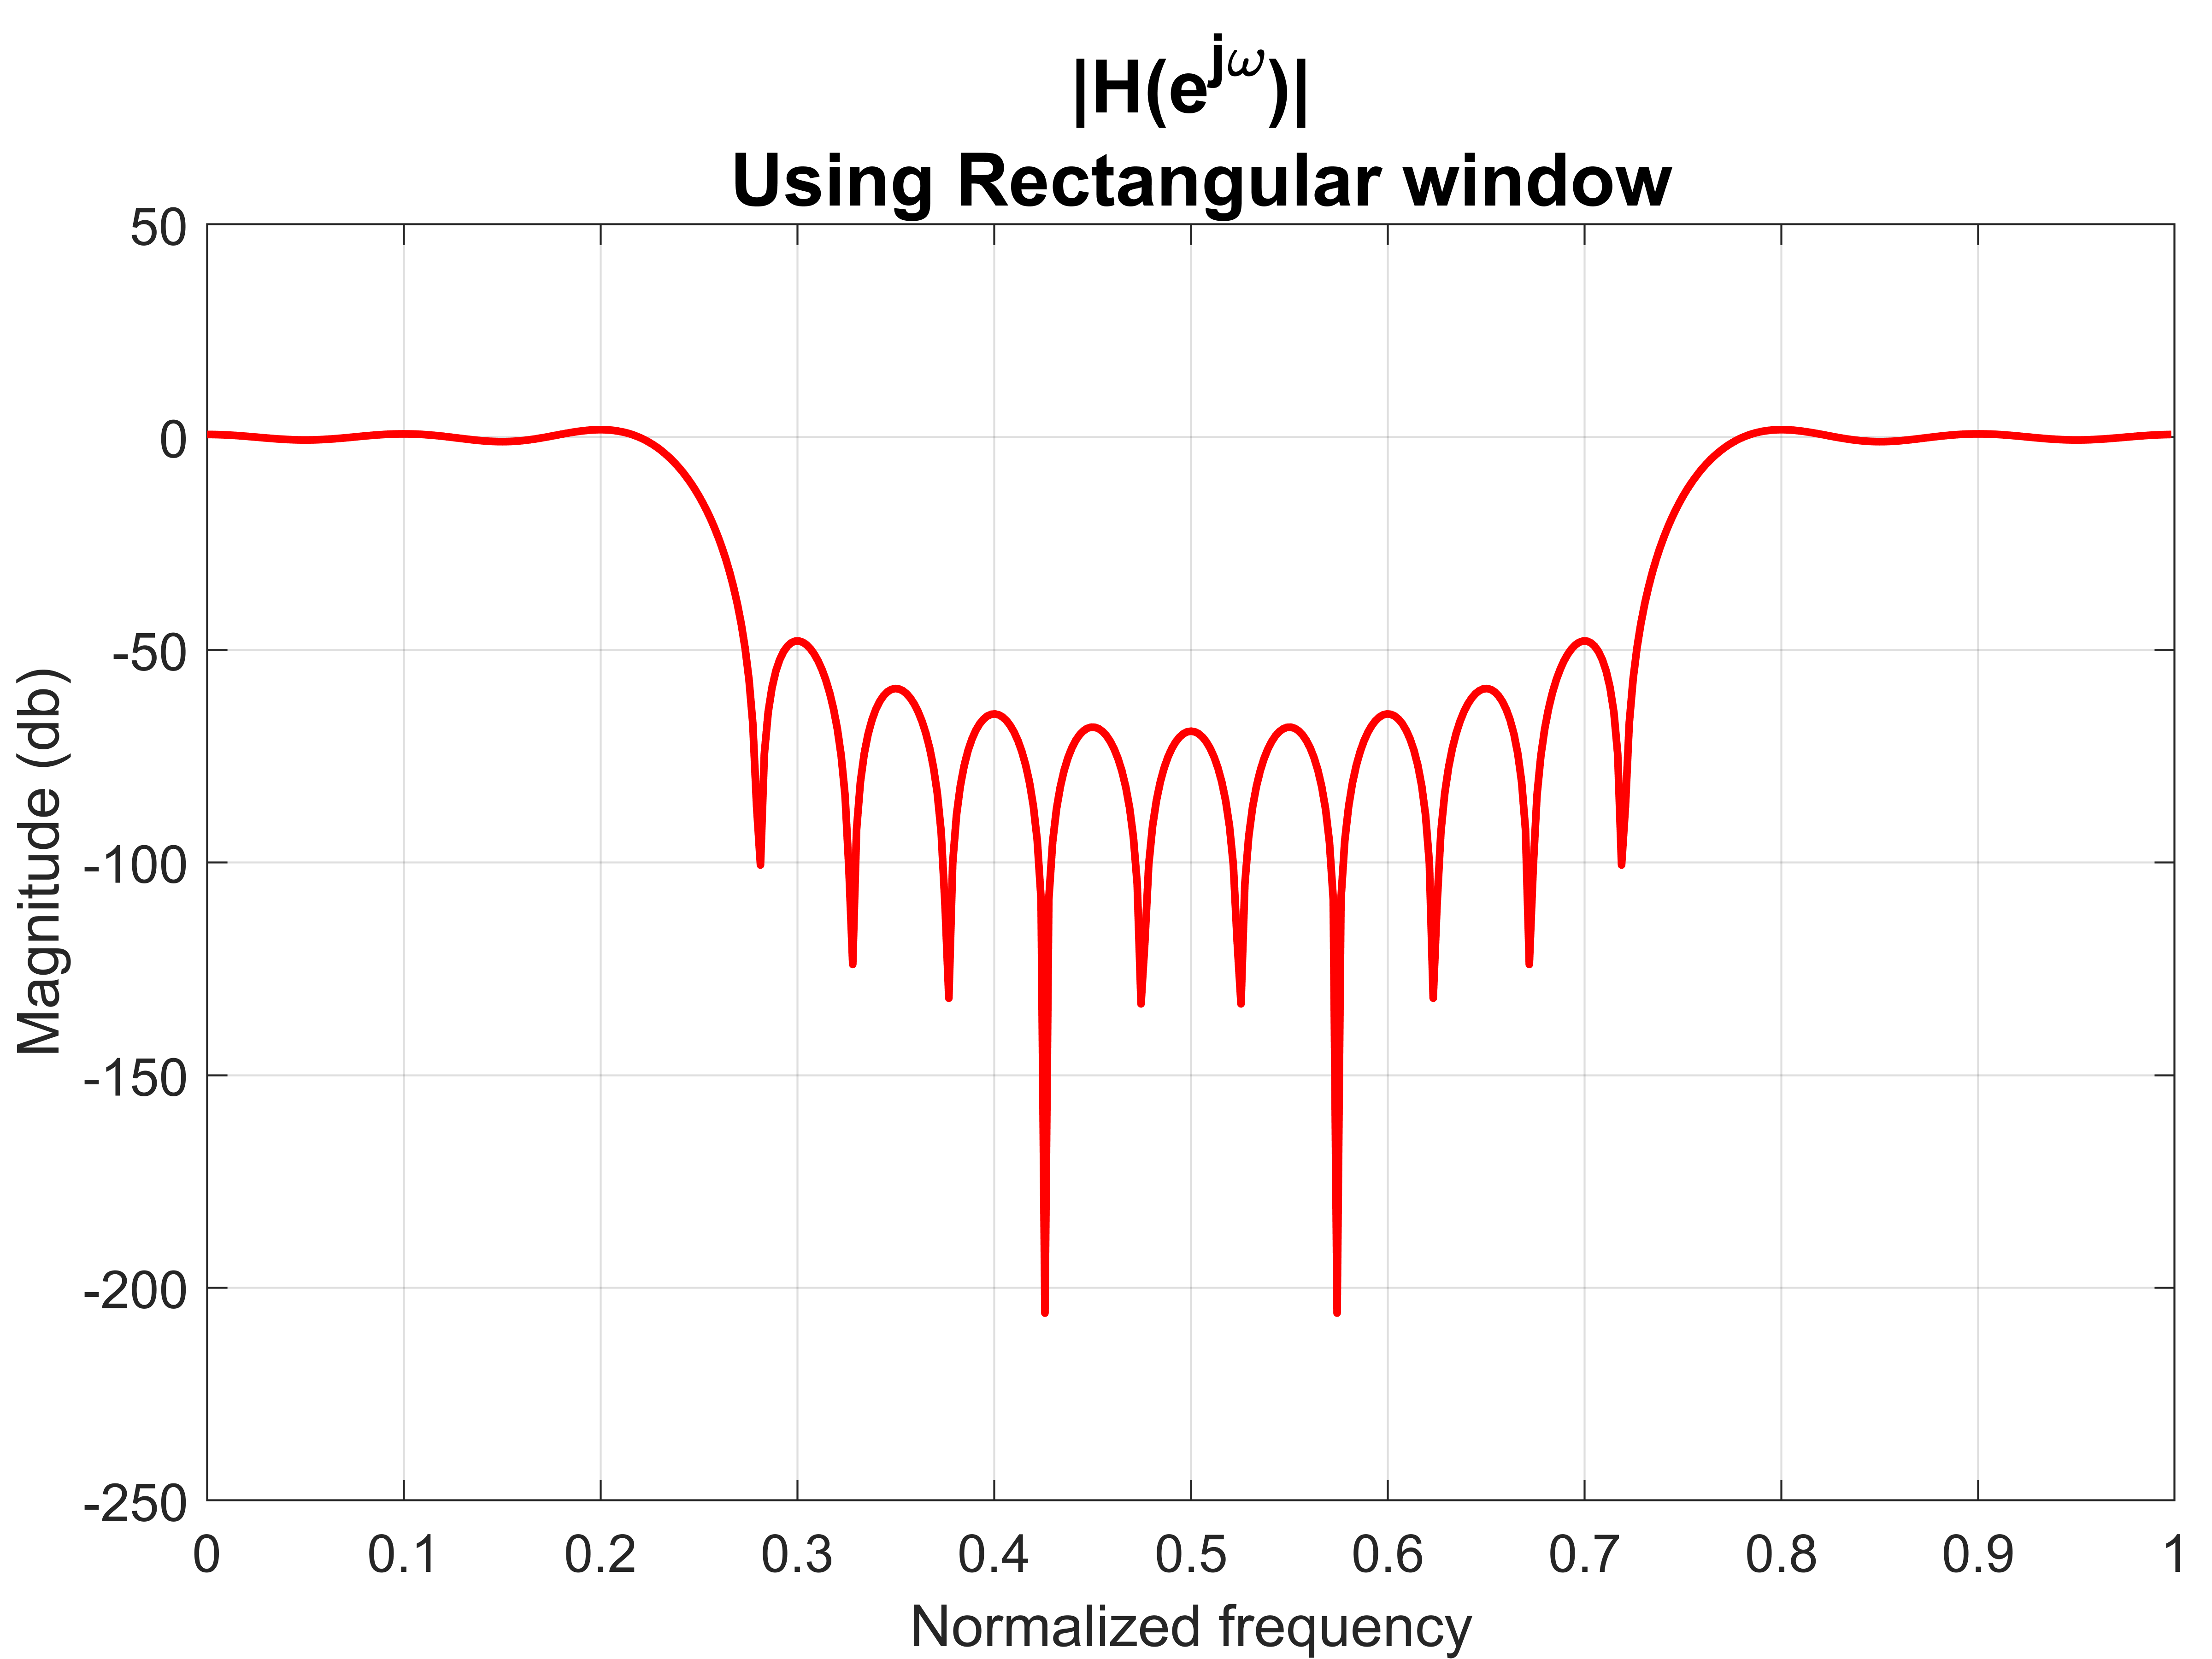 |H(e^{jω})|
Using Rectangular window
50
0
-50
-100
-150
-200
-250
Magnitude (db)
0 0.1 0.2 0.3 0.4 0.5 0.6 0.7 0.8 0.9 1
Normalized frequency